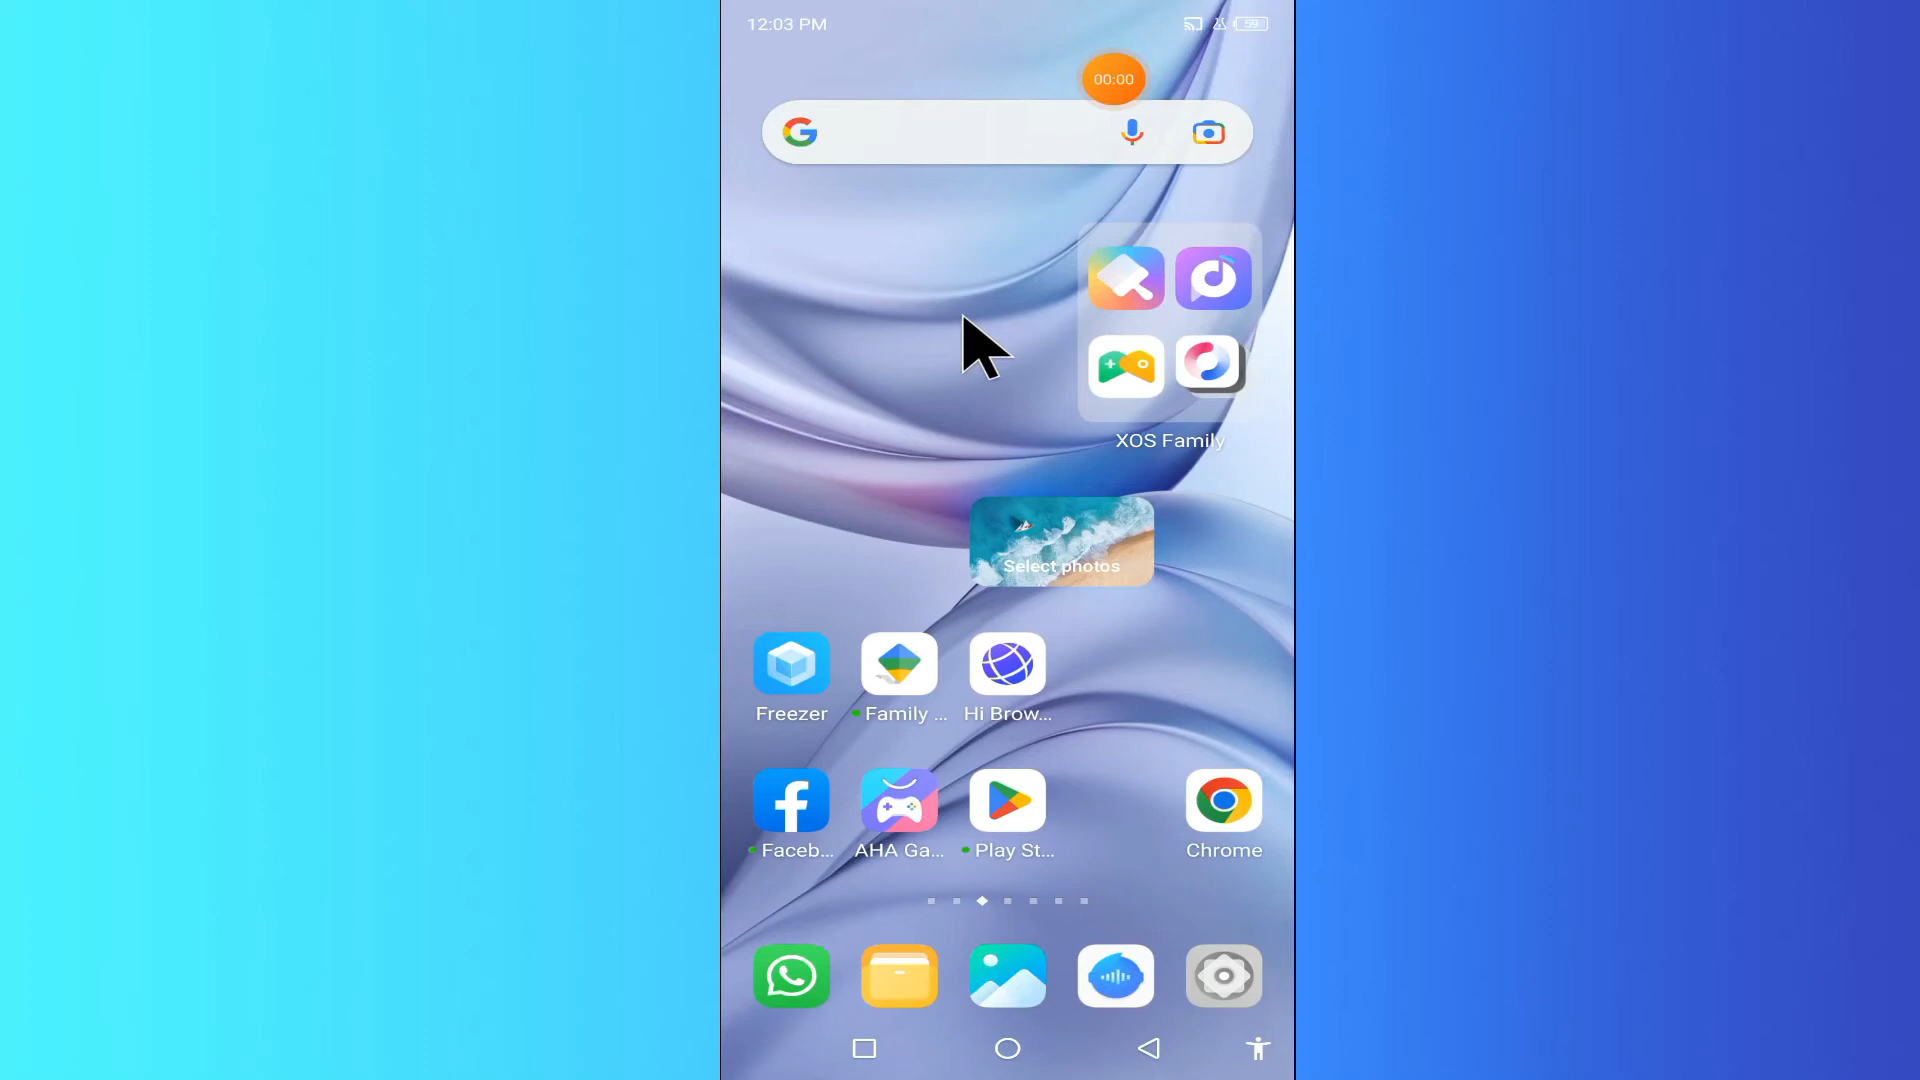 12:03 PM
59
00:00
XOS Family
Select photos
Freezer
Family ...
Hi Brow...
Faceb...
AHA Ga...
Play St...
Chrome